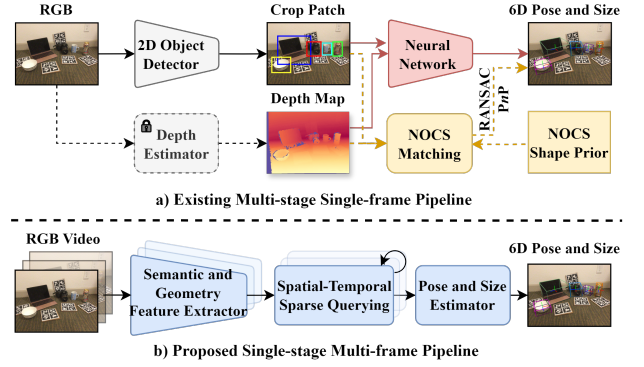 RGB
Crop Patch
6D Pose and Size
2D Object
Detector
Neural
Network
Depth Map
RANSAC
PnP
Depth
Estimator
NOCS
Matching
NOCS
Shape Prior
a) Existing Multi-stage Single-frame Pipeline
RGB Video
6D Pose and Size
Semantic and
Geometry
Feature Extractor
Spatial-Temporal
Sparse Querying
Pose and Size
Estimator
b) Proposed Single-stage Multi-frame Pipeline